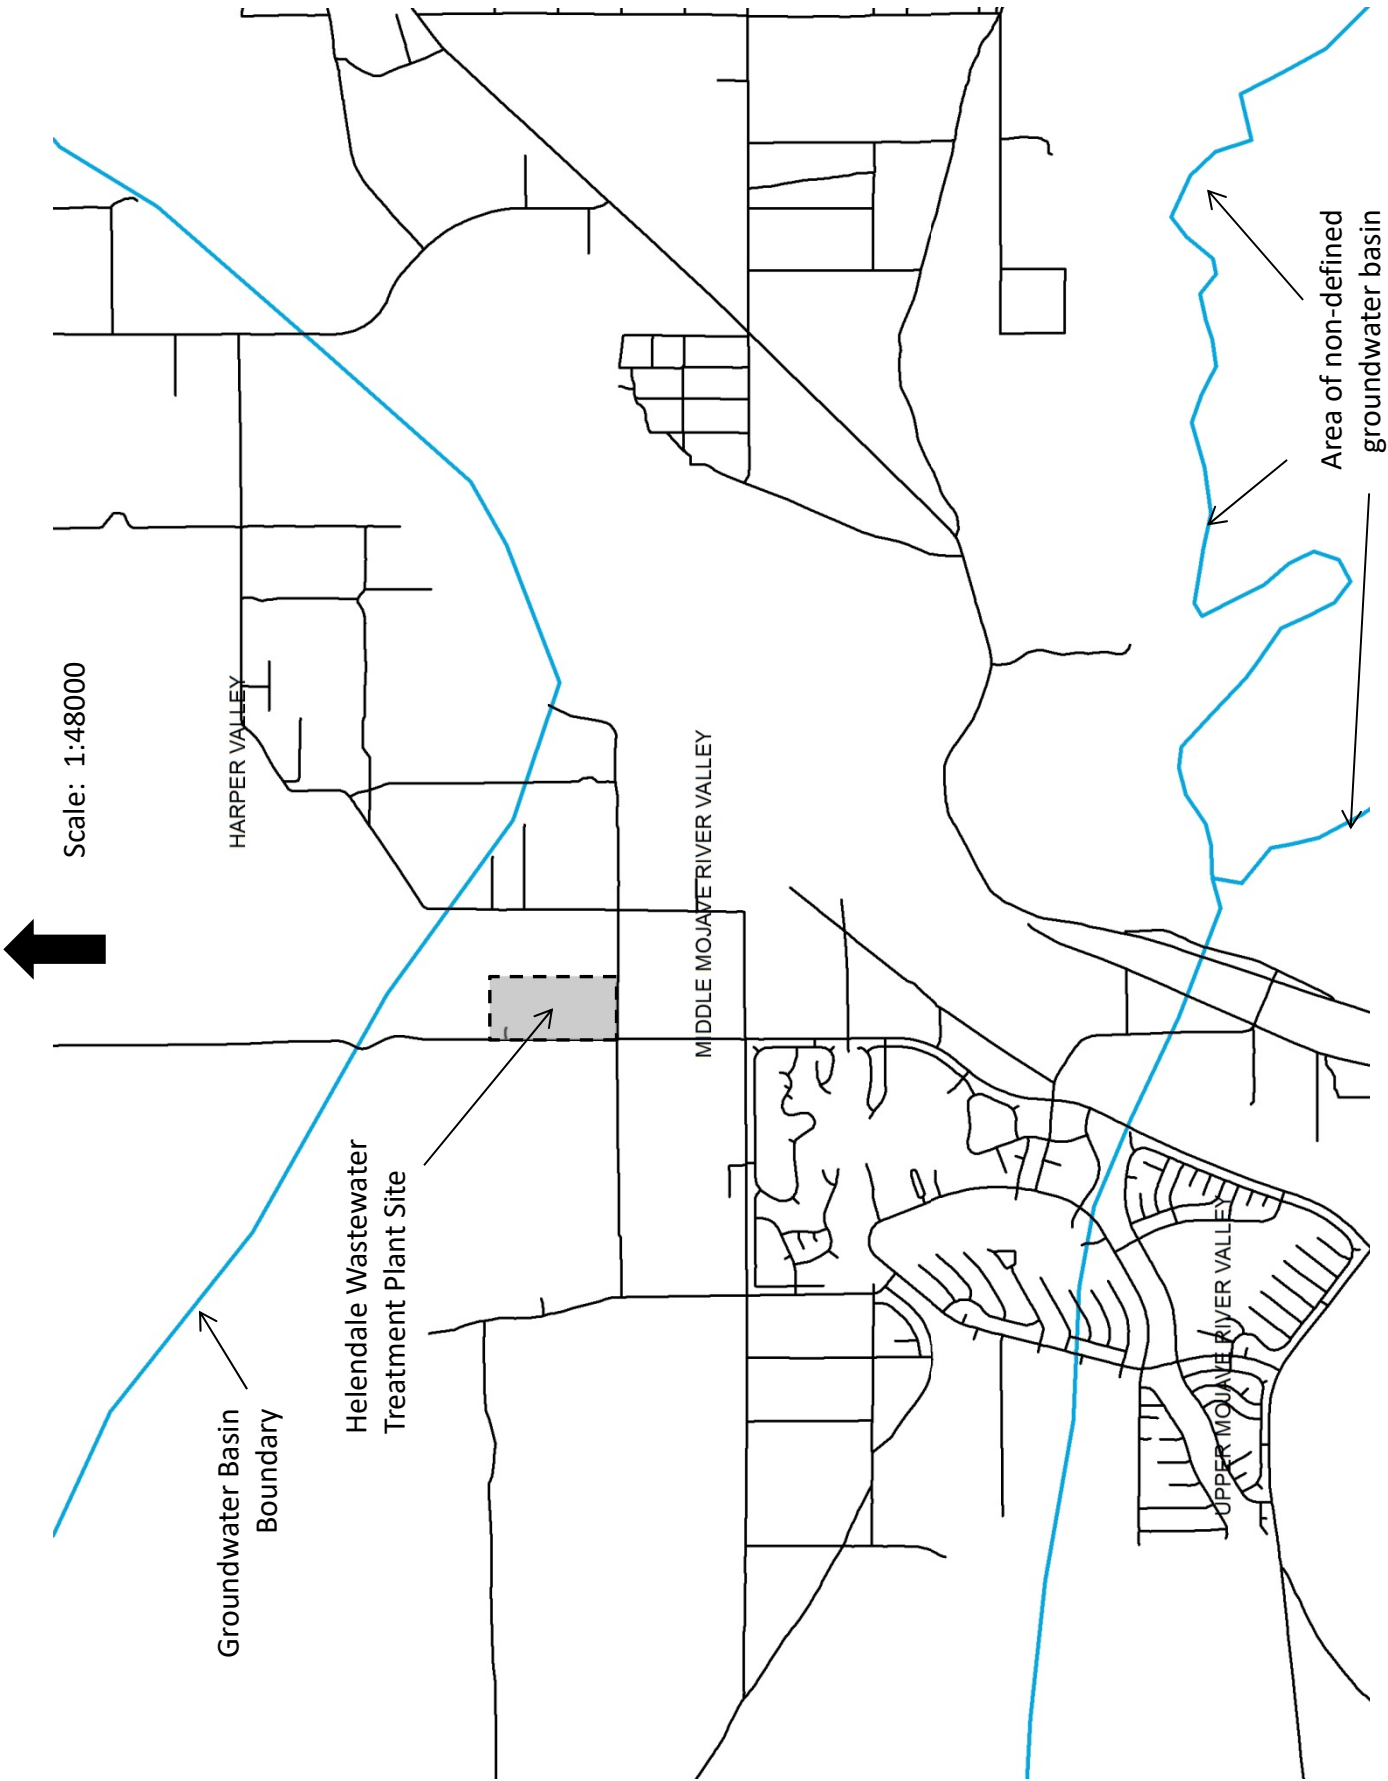 Scale: 1:48000
HARPER VALLEY
Groundwater Basin
Boundary
Helendale Wastewater
Treatment Plant Site
MIDDLE MOJAVE RIVER VALLEY
UPPER MOJAVE RIVER VALLEY
Area of non-defined
groundwater basin